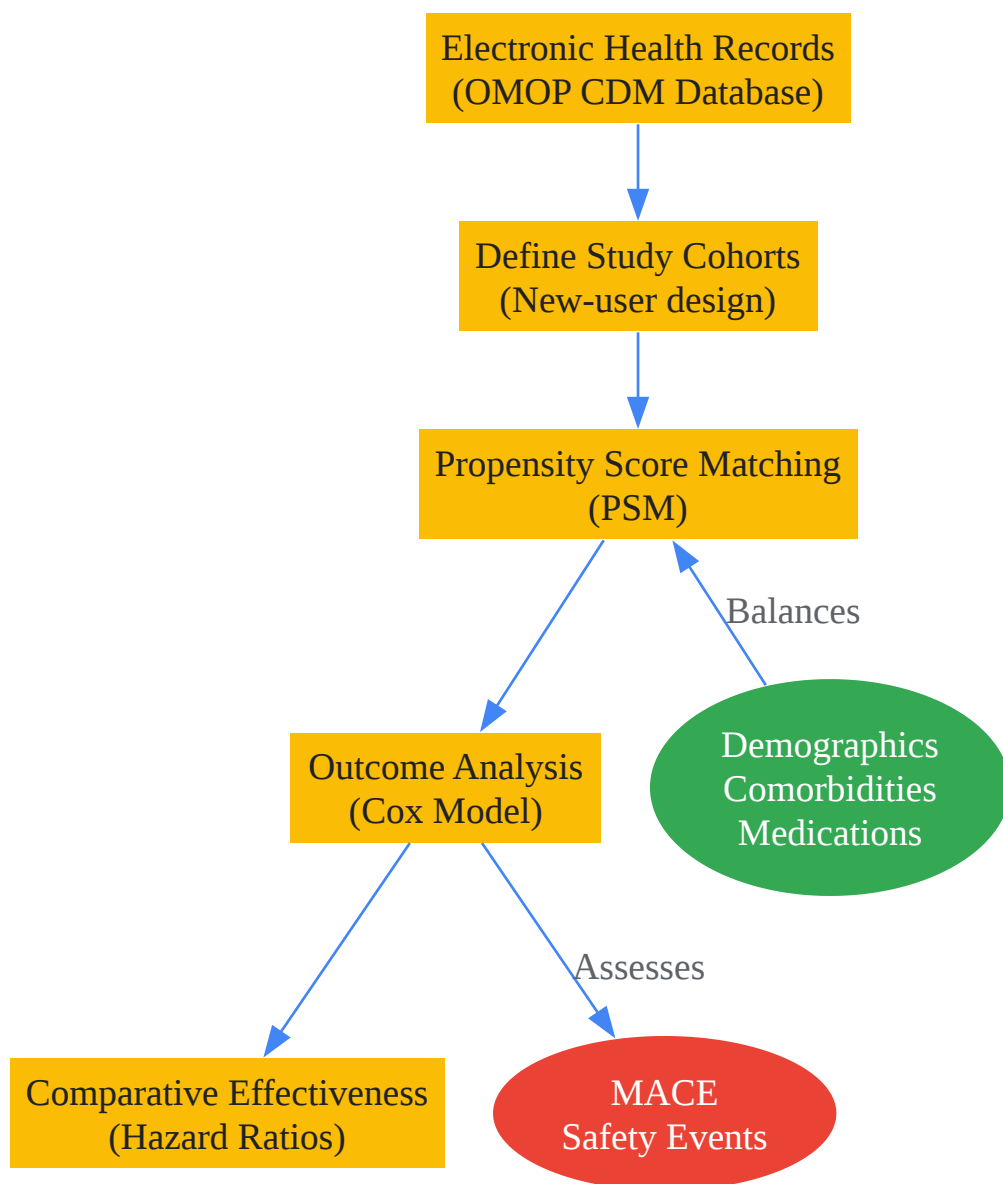 Electronic Health Records
(OMOP CDM Database)
Define Study Cohorts
(New-user design)
Propensity Score Matching
(PSM)
Balances
Demographics
Comorbidities
Medications
Outcome Analysis
(Cox Model)
Assesses
Comparative Effectiveness
(Hazard Ratios)
MACE
Safety Events